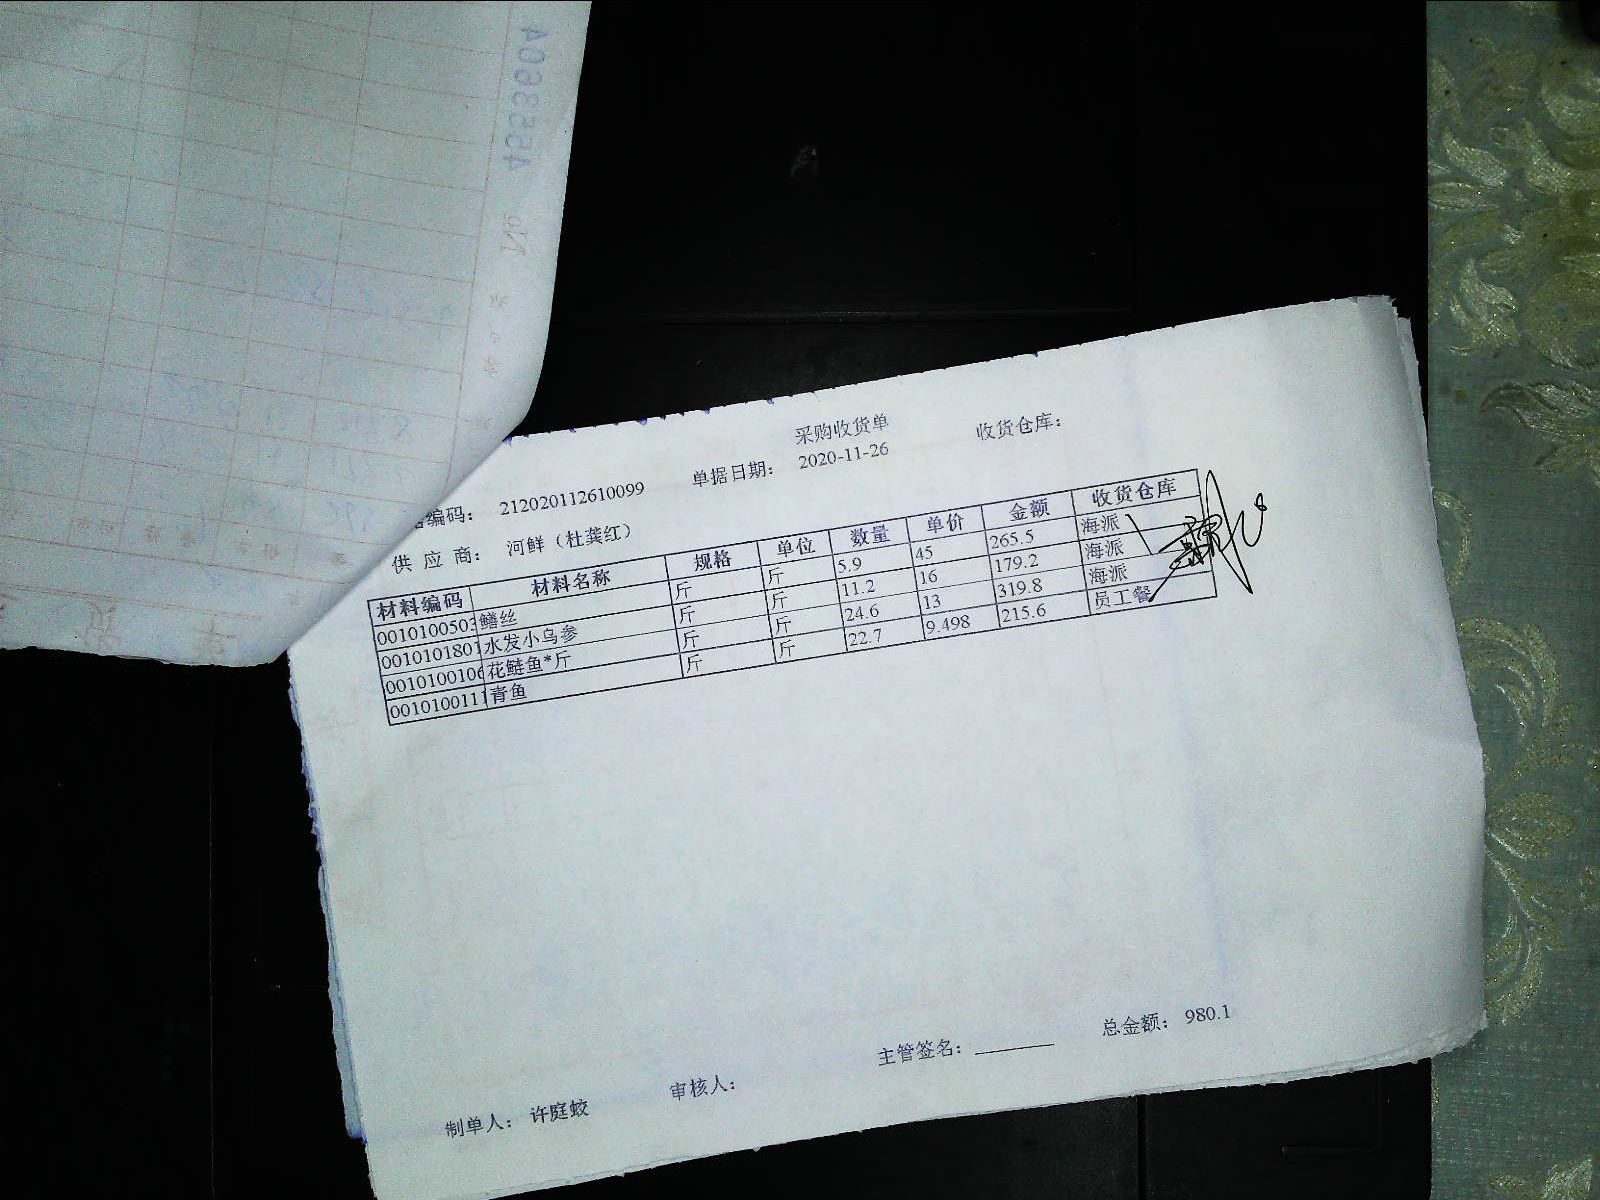 4553604
№
采购收货单
编码： 212020112610099 单据日期： 2020-11-26 收货仓库：
供 应 商： 河鲜（杜龚红）
材料编码 材料名称 规格 单位 数量 单价 金额 收货仓库
0010100503 鳝丝 斤 斤 5.9 45 265.5 海派
0010101801 水发小乌参 斤 斤 11.2 16 179.2 海派
0010100106 花鲢鱼*斤 斤 斤 24.6 13 319.8 海派
0010100111 青鱼 斤 斤 22.7 9.498 215.6 员工餐
制单人： 许庭蛟 审核人： 主管签名： 总金额： 980.1